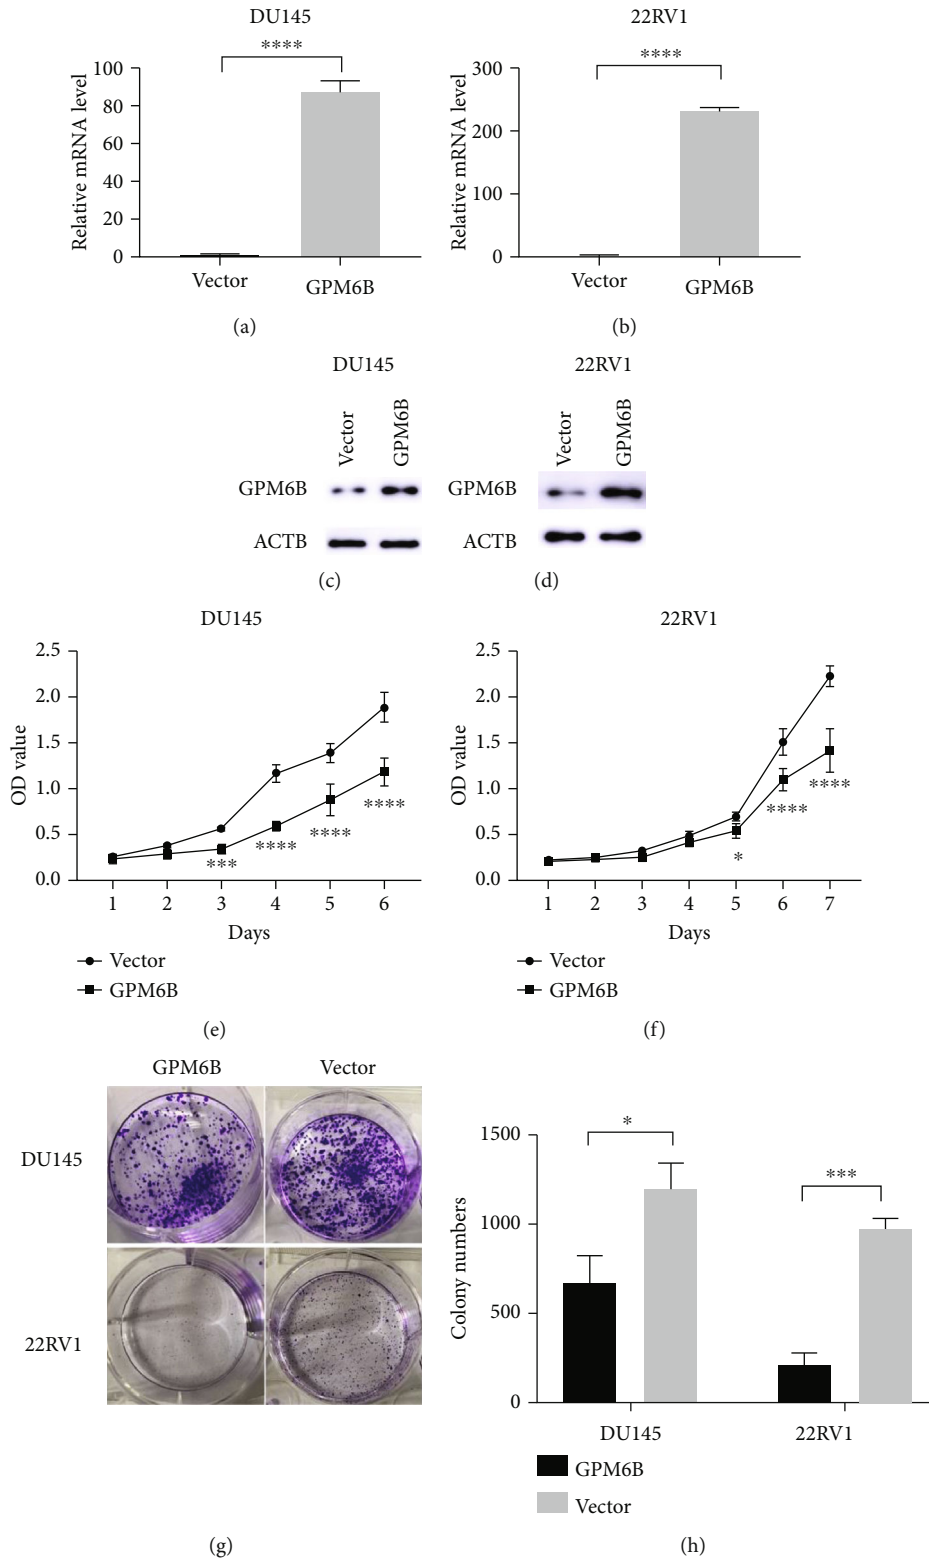 DU145
****
Relative mRNA level
100
80
60
40
20
0
Vector
GPM6B
(a)
22RV1
****
Relative mRNA level
300
200
100
0
Vector
GPM6B
(b)
DU145
Vector
GPM6B
GPM6B
ACTB
(c)
22RV1
Vector
GPM6B
GPM6B
ACTB
(d)
DU145
OD value
2.5
2.0
1.5
1.0
0.5
0.0
***
****
****
****
1 2 3 4 5 6
Days
Vector
GPM6B
(e)
22RV1
OD value
2.5
2.0
1.5
1.0
0.5
0.0
*
****
****
1 2 3 4 5 6 7
Days
Vector
GPM6B
(f)
GPM6B Vector
DU145
22RV1
(g)
Colony numbers
1500
1000
500
0
*
***
DU145 22RV1
GPM6B
Vector
(h)